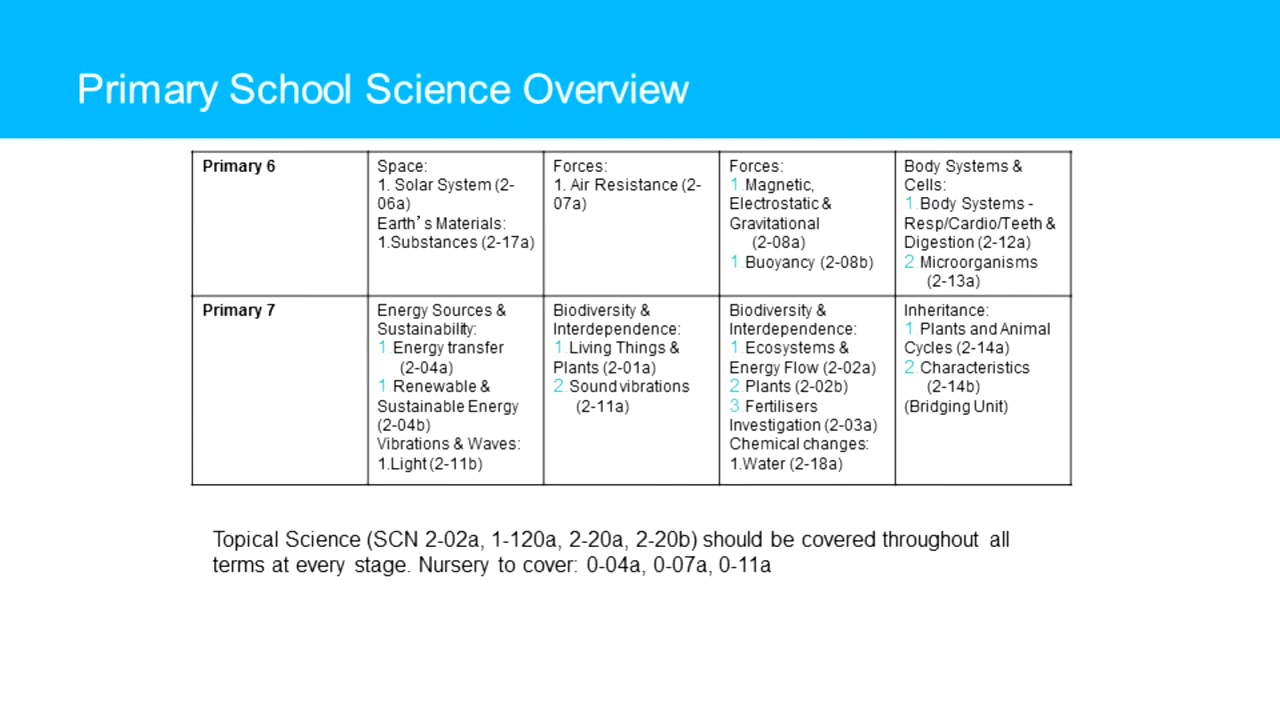 Primary School Science Overview
Primary 6
Space:
1. Solar System (2-
06a)
Earth's Materials:
1.Substances (2-17a)
Forces:
1. Air Resistance (2-
07a)
Forces:
1.Magnetic,
Electrostatic &
Gravitational
(2-08a)
1.Buoyancy (2-08b)
Body Systems &
Cells:
1.Body Systems -
Resp/Cardio/Teeth &
Digestion (2-12a)
2.Microorganisms
(2-13a)
Primary 7
Energy Sources &
Sustainability:
1.Energy transfer
(2-04a)
1.Renewable &
Sustainable Energy
(2-04b)
Vibrations & Waves:
1.Light (2-11b)
Biodiversity &
Interdependence:
1.Living Things &
Plants (2-01a)
2.Sound vibrations
(2-11a)
Biodiversity &
Interdependence:
1.Ecosystems &
Energy Flow (2-02a)
2.Plants (2-02b)
3.Fertilisers
Investigation (2-03a)
Chemical changes:
1.Water (2-18a)
Inheritance:
1.Plants and Animal
Cycles (2-14a)
2.Characteristics
(2-14b)
(Bridging Unit)
Topical Science (SCN 2-02a, 1-120a, 2-20a, 2-20b) should be covered throughout all
terms at every stage. Nursery to cover: 0-04a, 0-07a, 0-11a